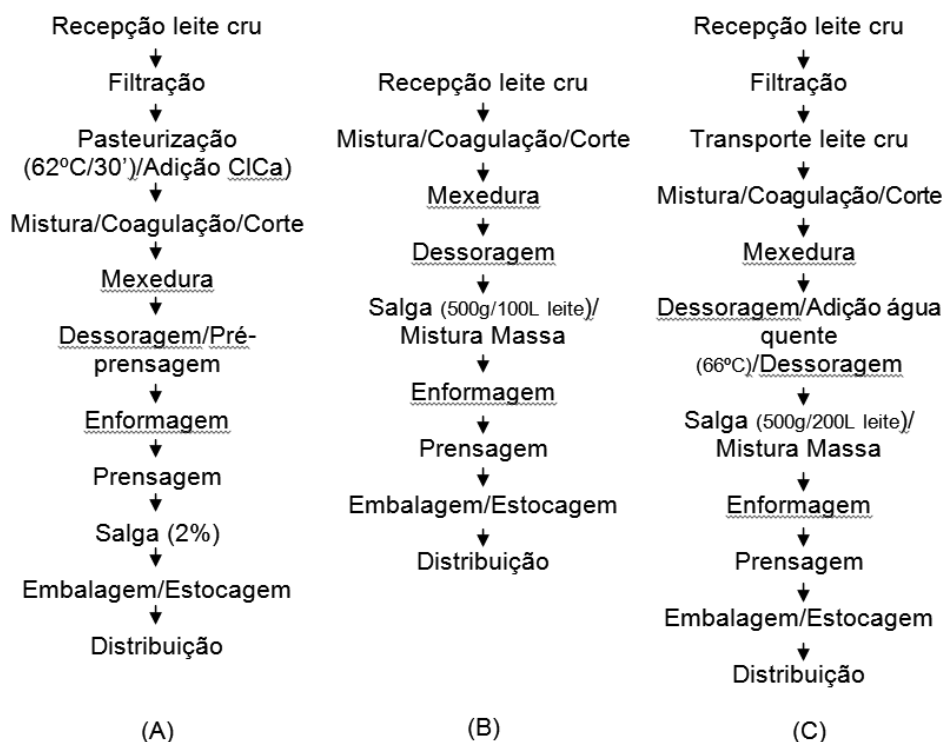 Recepção leite cru
Filtração
Pasteurização
(62ºC/30’)/Adição ClCa)
Mistura/Coagulação/Corte
Mexedura
Dessoragem/Pré-
prensagem
Enformagem
Prensagem
Salga (2%)
Embalagem/Estocagem
Distribuição
(A)
Recepção leite cru
Mistura/Coagulação/Corte
Mexedura
Dessoragem
Salga (500g/100L leite)/
Mistura Massa
Enformagem
Prensagem
Embalagem/Estocagem
Distribuição
(B)
Recepção leite cru
Filtração
Transporte leite cru
Mistura/Coagulação/Corte
Mexedura
Dessoragem/Adição água
quente
(66ºC)/Dessoragem
Salga (500g/200L leite)/
Mistura Massa
Enformagem
Prensagem
Embalagem/Estocagem
Distribuição
(C)